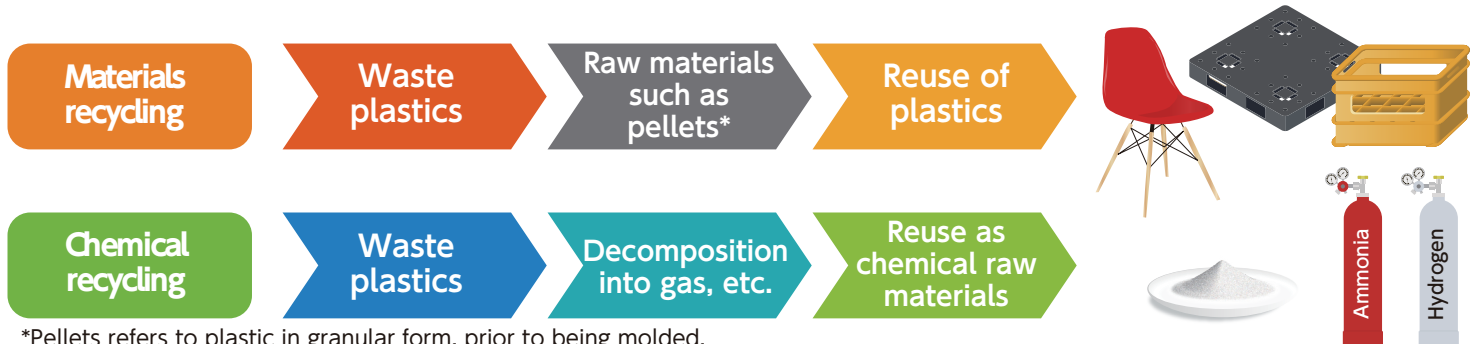 Materials
recycling
Waste
plastics
Raw materials
such as
pellets*
Reuse of
plastics
Chemical
recycling
Waste
plastics
Decomposition
into gas, etc.
Reuse as
chemical raw
materials
Ammonia
Hydrogen
*Pellets refers to plastic in granular form, prior to being molded.